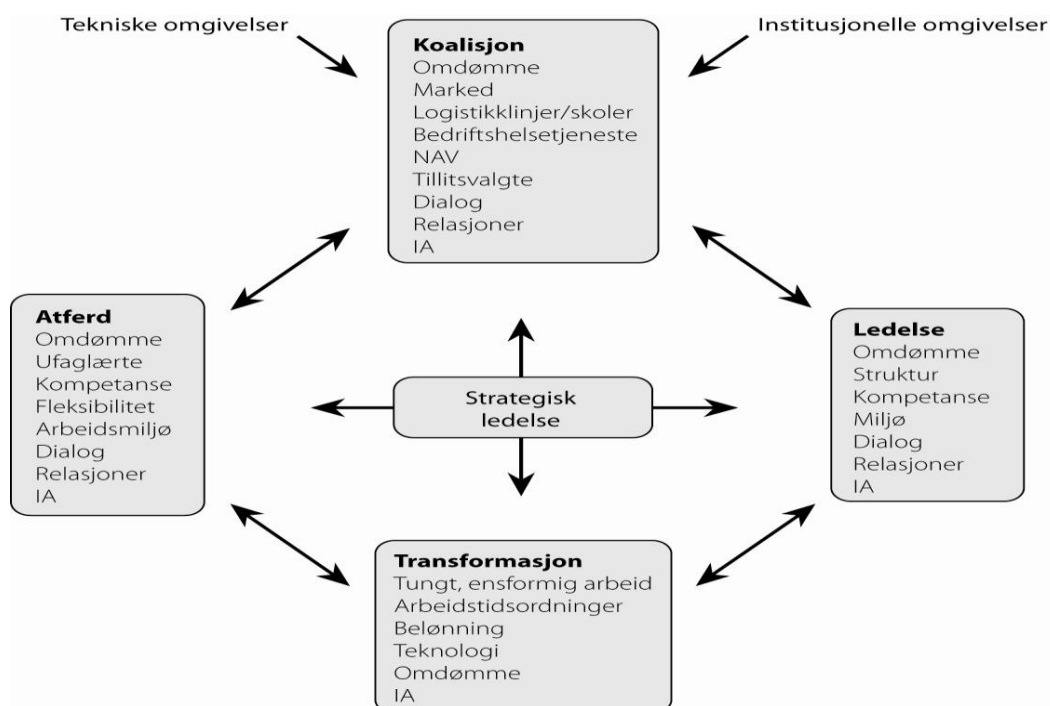 Tekniske omgivelser
Institusjonelle omgivelser
Koalisjon
Omdømme
Marked
Logistikklinjer/skoler
Bedriftshelsetjeneste
NAV
Tillitsvalgte
Dialog
Relasjoner
IA
Atferd
Omdømme
Ufaglærte
Kompetanse
Fleksibilitet
Arbeidsmiljø
Dialog
Relasjoner
IA
Strategisk
ledelse
Ledelse
Omdømme
Struktur
Kompetanse
Miljø
Dialog
Relasjoner
IA
Transformasjon
Tungt, ensformig arbeid
Arbeidstidsordninger
Belønning
Teknologi
Omdømme
IA